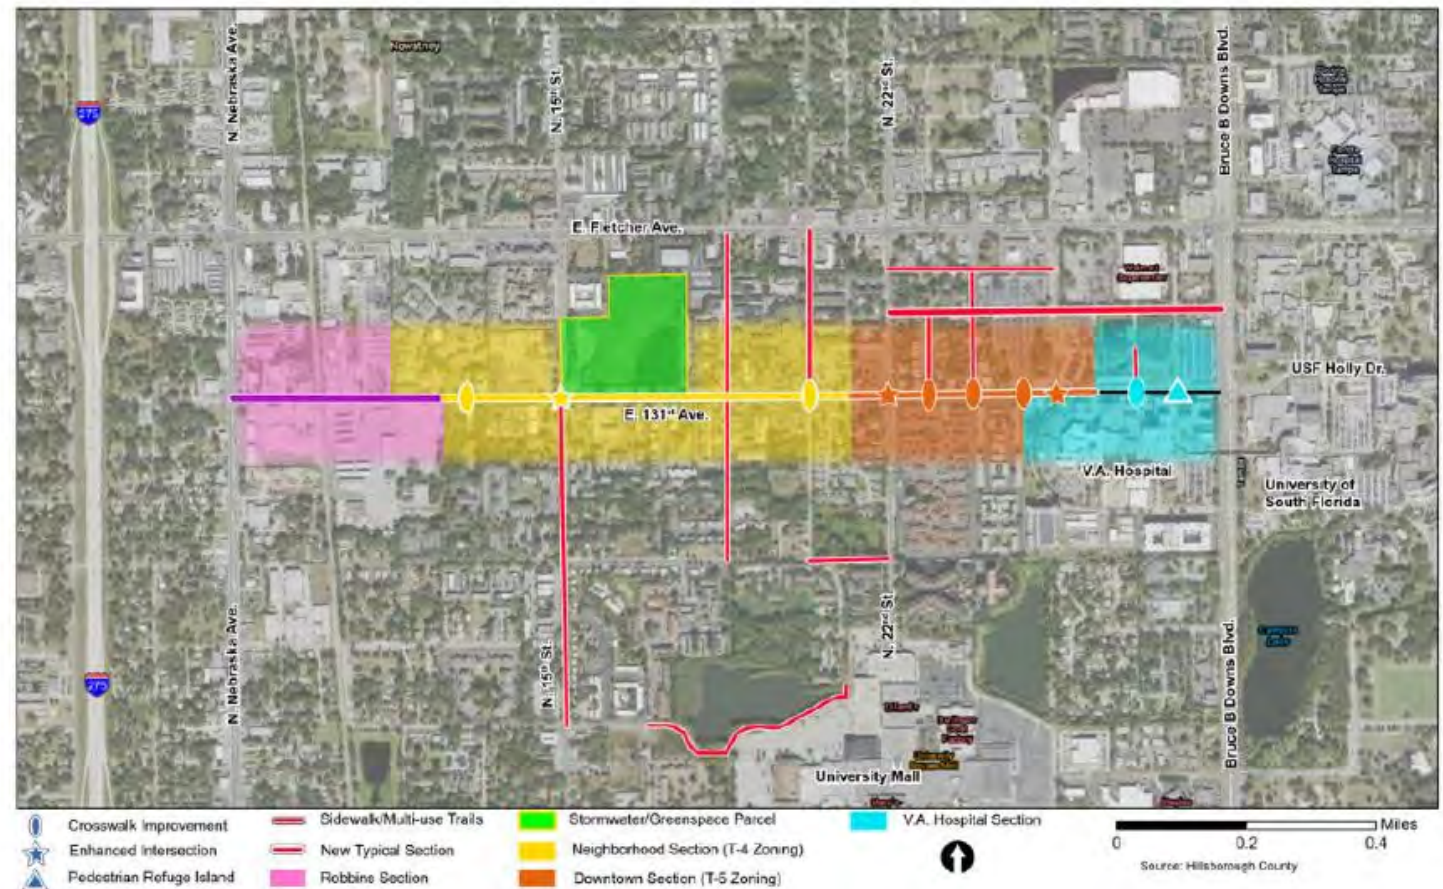 Nowatney
N. Nebraska Ave.
N. 15th St.
N. 22nd St.
Bruce B Downs Blvd.
275
E. Fletcher Ave.
USF Holly Dr.
E. 131st Ave.
V.A. Hospital
University of
South Florida
N. Nebraska Ave.
N. 15th St.
N. 22nd St.
Bruce B Downs Blvd.
275
University Mall
Crosswalk Improvement
Sidewalk/Multi-use Trails
Stormwater/Greenspace Parcel
V.A. Hospital Section
Miles
0
0.2
0.4
Enhanced Intersection
New Typical Section
Neighborhood Section (T-4 Zoning)
Source: Hillsborough County
Pedestrian Refuge Island
Robbins Section
Downtown Section (T-5 Zoning)